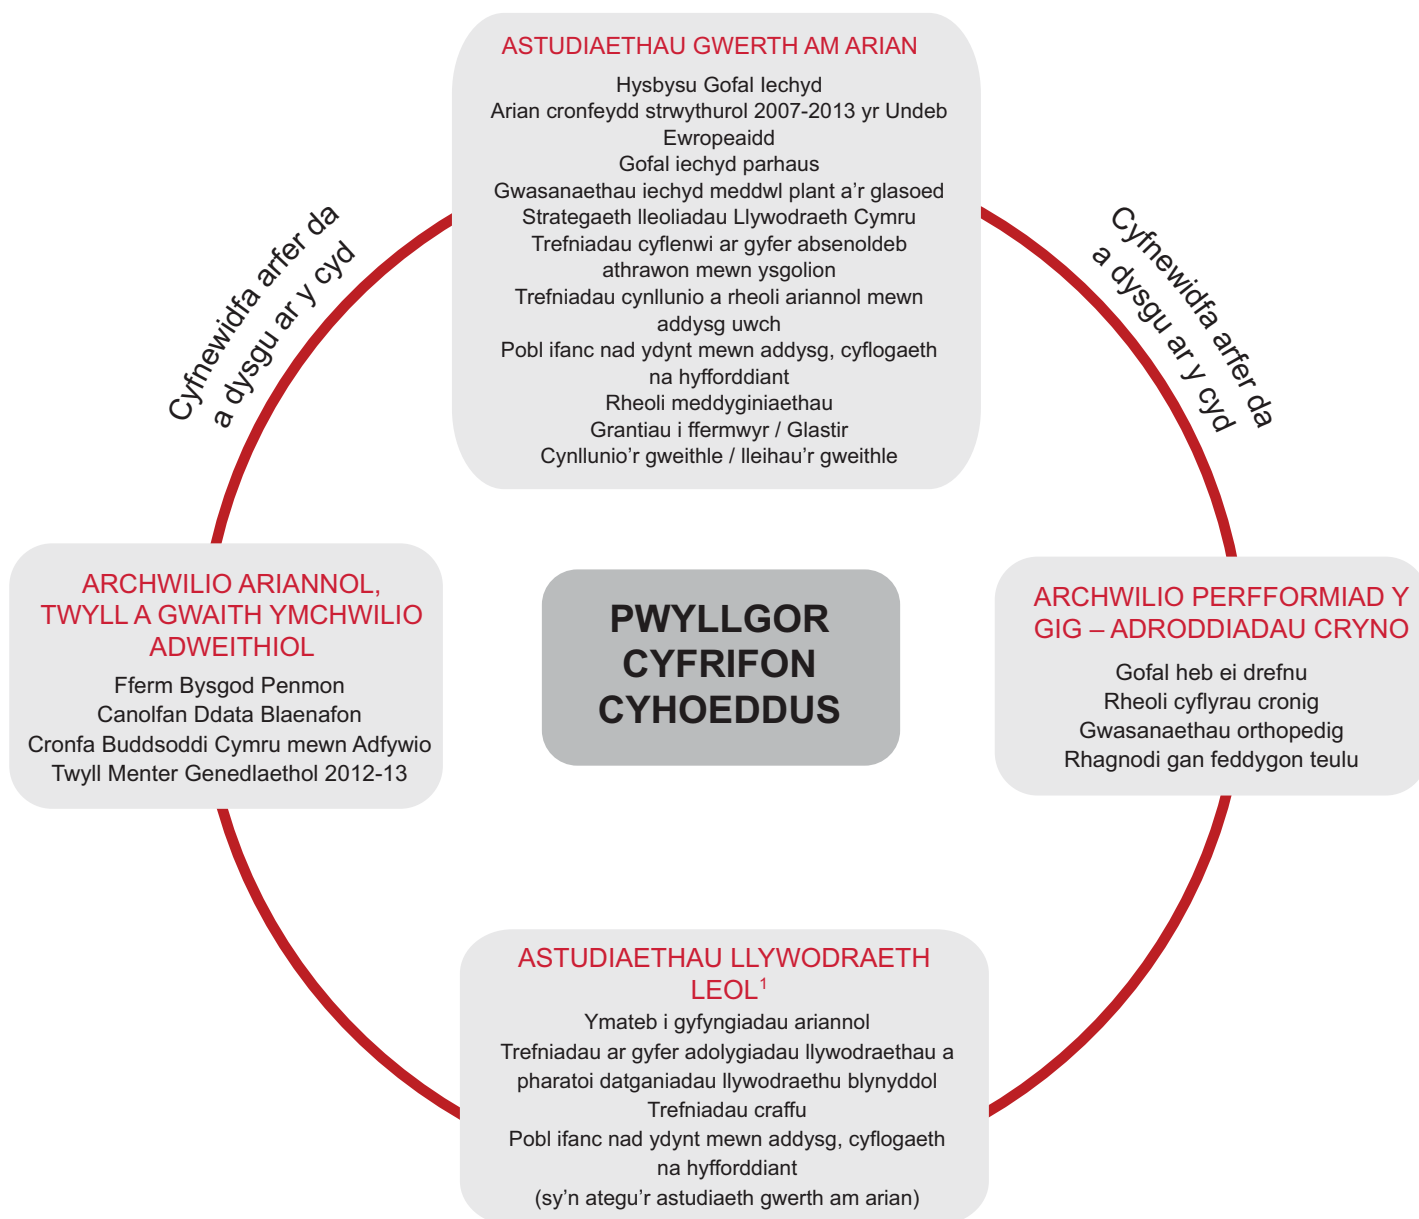 ASTUDIAETHAU GWERTH AM ARIAN
Hysbysu Gofal Iechyd
Arian cronfeydd strwythurol 2007-2013 yr Undeb
Ewropeaidd
Gofal iechyd parhaus
Gwasanaethau iechyd meddwl plant a'r glasoed
Strategaeth lleoliadau Llywodraeth Cymru
Trefniadau cyflenwi ar gyfer absenoldeb
athrawon mewn ysgolion
Trefniadau cynllunio a rheoli ariannol mewn
addysg uwch
Pobl ifanc nad ydynt mewn addysg, cyflogaeth
na hyfforddiant
Rheoli meddyginiaethau
Grantiau i ffermwyr / Glastir
Cynllunio'r gweithle / lleihau'r gweithle
Cyfnewidfa arfer da
a dysgu ar y cyd
Cyfnewidfa arfer da
a dysgu ar y cyd
ARCHWILIO ARIANNOL,
TWYLL A GWAITH YMCHWILIO
ADWEITHIOL
Fferm Bysgod Penmon
Canolfan Ddata Blaenafon
Cronfa Buddsoddi Cymru mewn Adfywio
Twyll Menter Genedlaethol 2012-13
PWYLLGOR
CYFRIFON
CYHOEDDUS
ARCHWILIO PERFFORMIAD Y
GIG – ADRODDIADAU CRYNO
Gofal heb ei drefnu
Rheoli cyflyrau cronig
Gwasanaethau orthopedig
Rhagnodi gan feddygon teulu
ASTUDIAETHAU LLYWODRAETH
LEOL¹
Ymateb i gyfyngiadau ariannol
Trefniadau ar gyfer adolygiadau llywodraethau a
pharatoi datganiadau llywodraethu blynyddol
Trefniadau craffu
Pobl ifanc nad ydynt mewn addysg, cyflogaeth
na hyfforddiant
(sy'n ategu'r astudiaeth gwerth am arian)